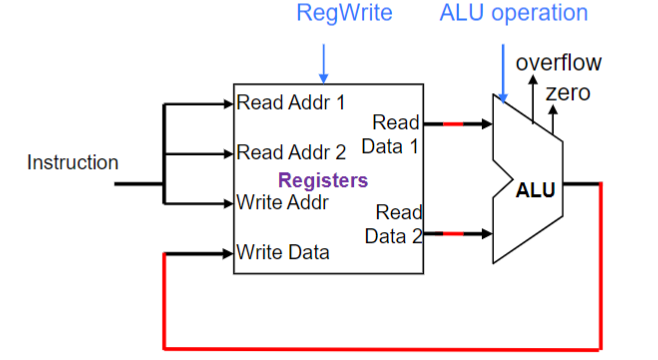 RegWrite
ALU operation
overflow
zero
Instruction
Read Addr 1
Read Addr 2
Registers
Write Addr
Write Data
Read
Data 1
Read
Data 2
ALU